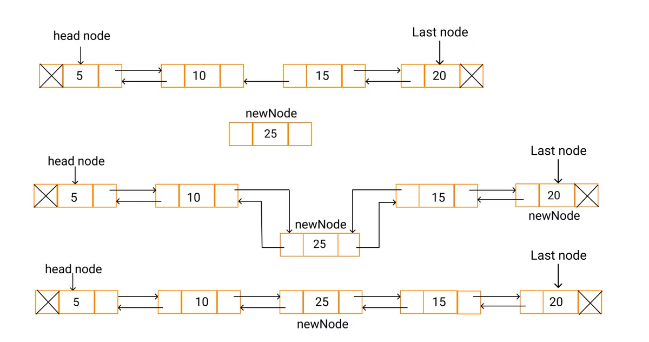 head node
Last node
5 10 15 20
newNode
25
head node
Last node
5 10 15 20
newNode
newNode
25
head node
Last node
5 10 25 15 20
newNode